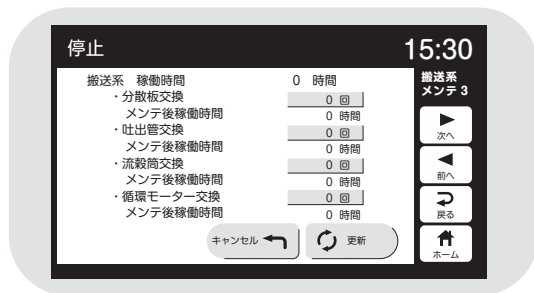 停止 15:30
搬送系 稼働時間 0 時間
・分散板交換 0 回
メンテ後稼働時間 0 時間
・吐出管交換 0 回
メンテ後稼働時間 0 時間
・流穀筒交換 0 回
メンテ後稼働時間 0 時間
・循環モーター交換 0 回
メンテ後稼働時間 0 時間
キャンセル 更新
搬送系
メンテ 3
次へ
前へ
戻る
ホーム